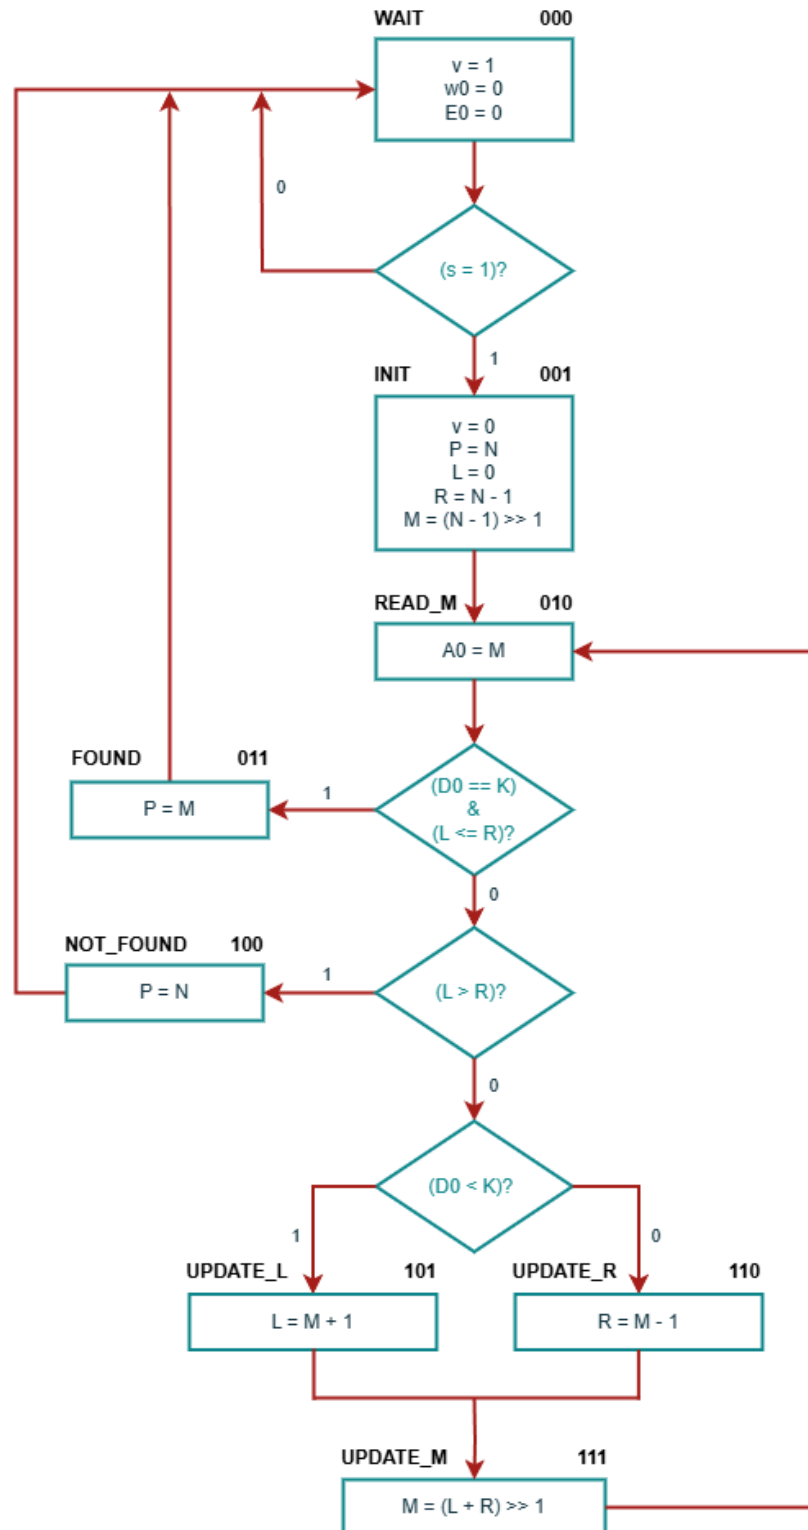 WAIT 000
v = 1
w0 = 0
E0 = 0
0
(s = 1)?
1
INIT 001
v = 0
P = N
L = 0
R = N - 1
M = (N - 1) >> 1
READ_M 010
A0 = M
FOUND 011
P = M
1
(D0 == K)
&
(L <= R)?
0
NOT_FOUND 100
P = N
1
(L > R)?
0
(D0 < K)?
1
0
UPDATE_L 101
UPDATE_R 110
L = M + 1
R = M - 1
UPDATE_M 111
M = (L + R) >> 1